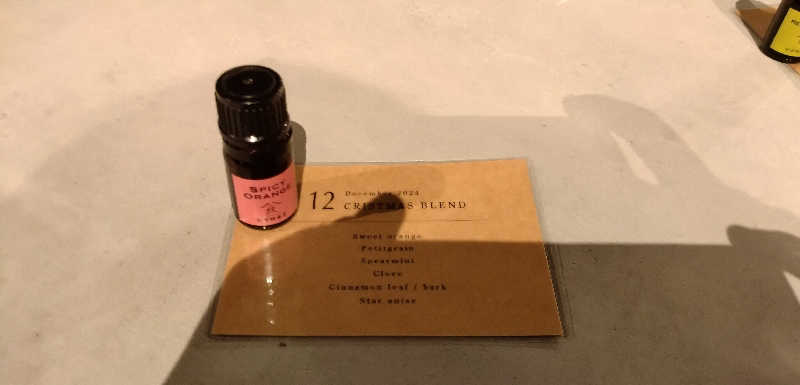 SPICY
ORANGE
12
December 2024
CRISTMAS BLEND
Sweet orange
Petitgrain
Spearmint
Clove
Cinnamon leaf / bark
Star anise